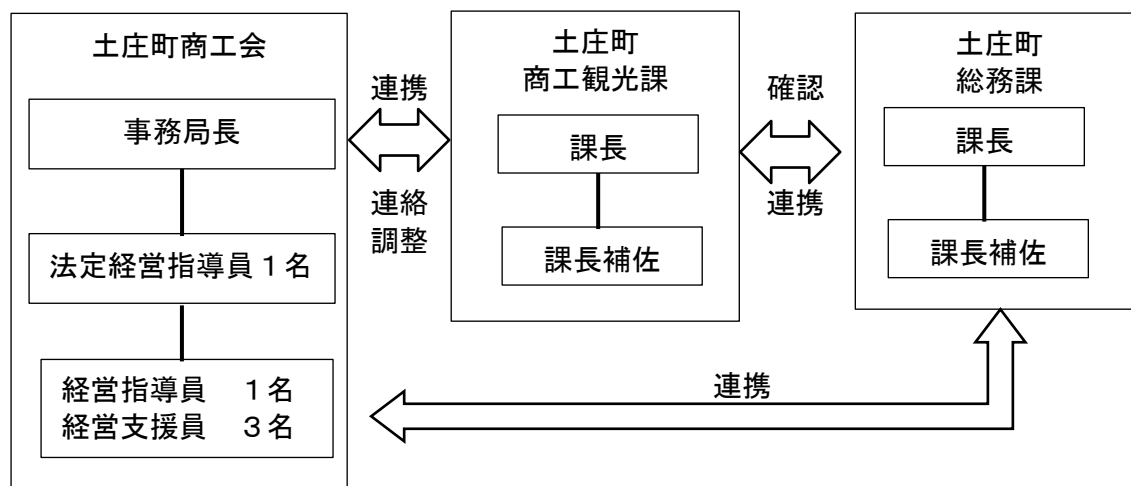 土庄町商工会
事務局長
法定経営指導員１名
経営指導員　１名
経営支援員　３名
連携
連絡
調整
土庄町
商工観光課
課長
課長補佐
確認
連携
土庄町
総務課
課長
課長補佐
連携